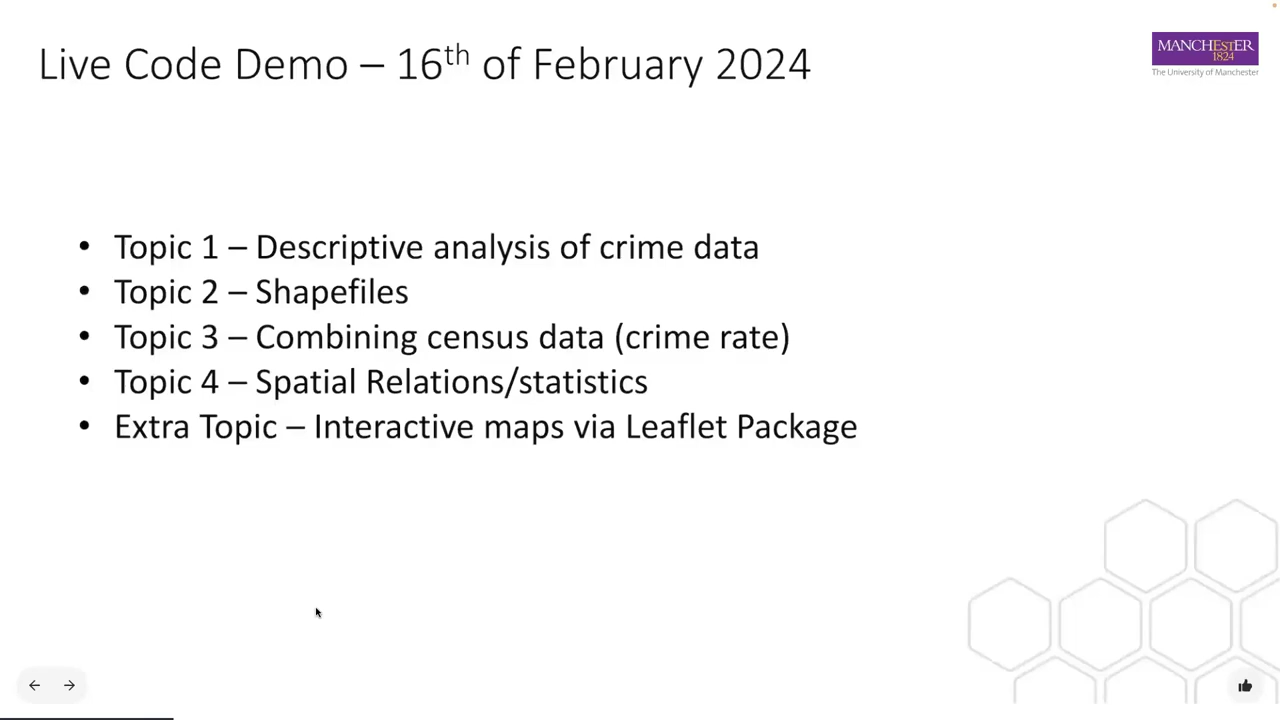 Live Code Demo – 16th of February 2024
MANCHESTER
1824
The University of Manchester
• Topic 1 – Descriptive analysis of crime data
• Topic 2 – Shapefiles
• Topic 3 – Combining census data (crime rate)
• Topic 4 – Spatial Relations/statistics
• Extra Topic – Interactive maps via Leaflet Package